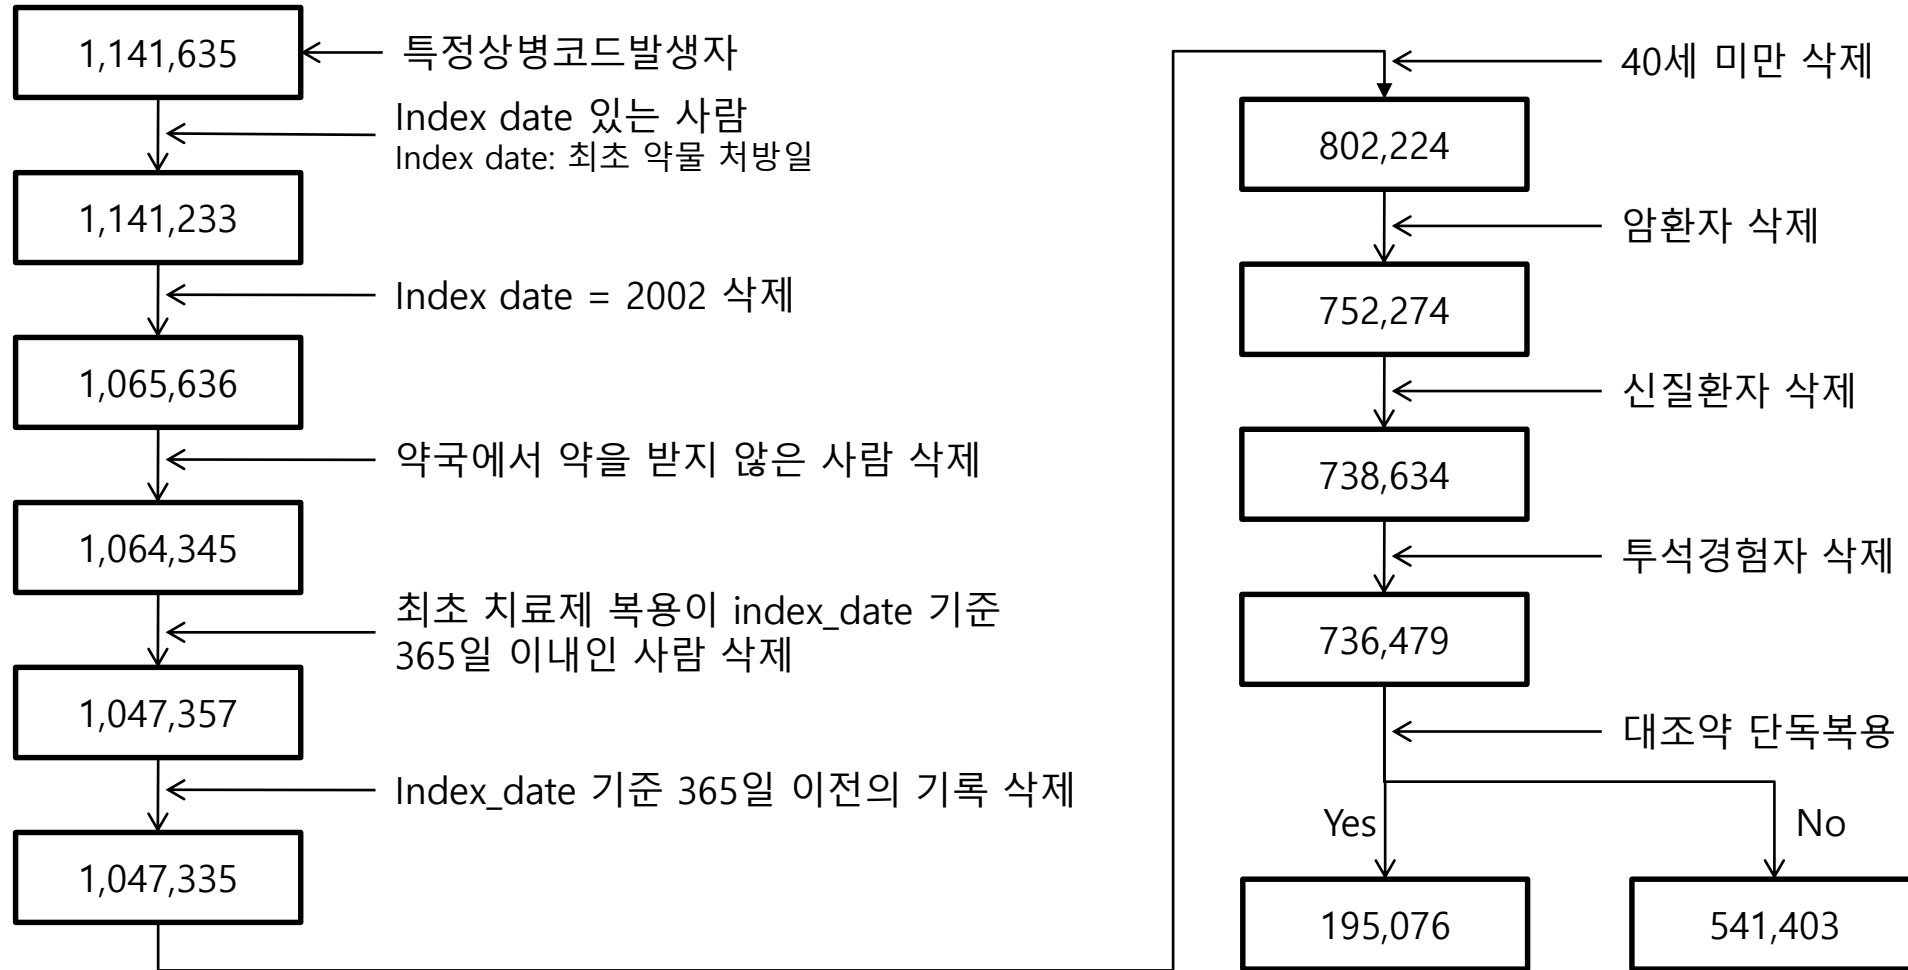 1,141,635
특정상병코드발생자
Index date 있는 사람
Index date: 최초 약물 처방일
1,141,233
Index date = 2002 삭제
1,065,636
약국에서 약을 받지 않은 사람 삭제
1,064,345
최초 치료제 복용이 index_date 기준
365일 이내인 사람 삭제
1,047,357
Index_date 기준 365일 이전의 기록 삭제
1,047,335
40세 미만 삭제
802,224
암환자 삭제
752,274
신질환자 삭제
738,634
투석경험자 삭제
736,479
대조약 단독복용
Yes
No
195,076
541,403